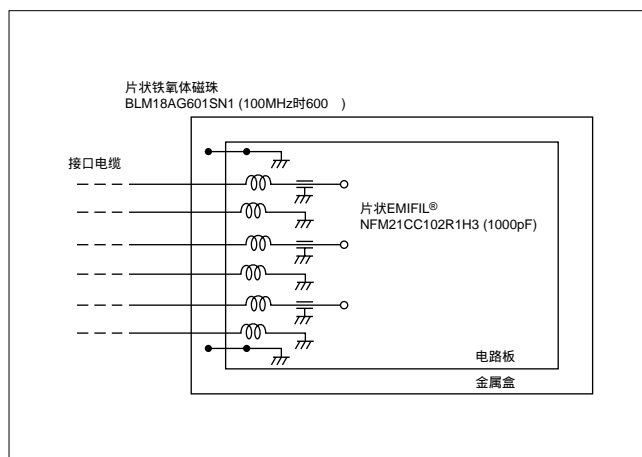 片状铁氧体磁珠
BLM18AG601SN1 (100MHz时600 )
接口电缆
片状EMIFIL®
NFM21CC102R1H3 (1000pF)
电路板
金属盒